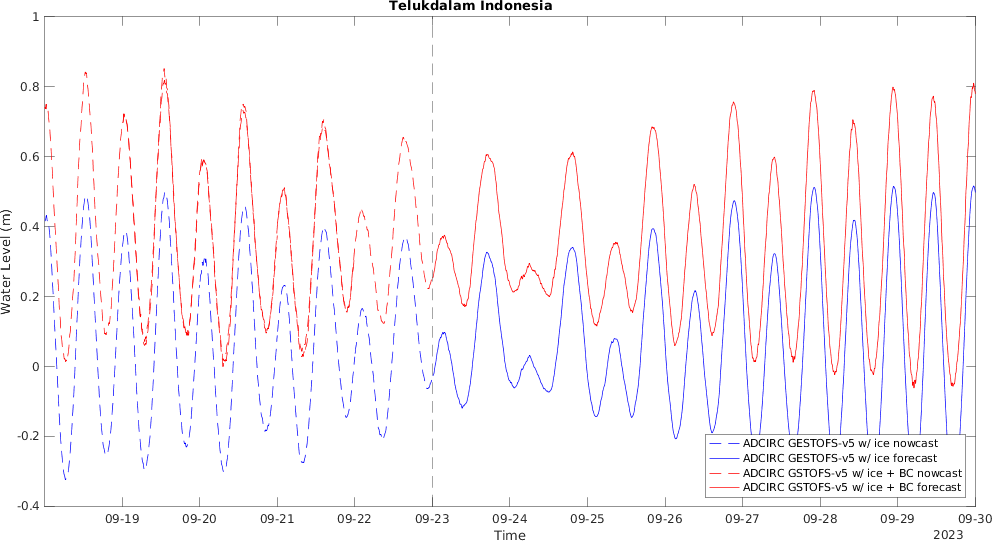 Telukdalam Indonesia
1
0.8
0.6
0.4
0.2
0
-0.2
-0.4
Water Level (m)
09-19 09-20 09-21 09-22 09-23 09-24 09-25 09-26 09-27 09-28 09-29 09-30
Time
2023
ADCIRC GESTOFS-v5 w/ ice nowcast
ADCIRC GESTOFS-v5 w/ ice forecast
ADCIRC GSTOFS-v5 w/ ice + BC nowcast
ADCIRC GSTOFS-v5 w/ ice + BC forecast